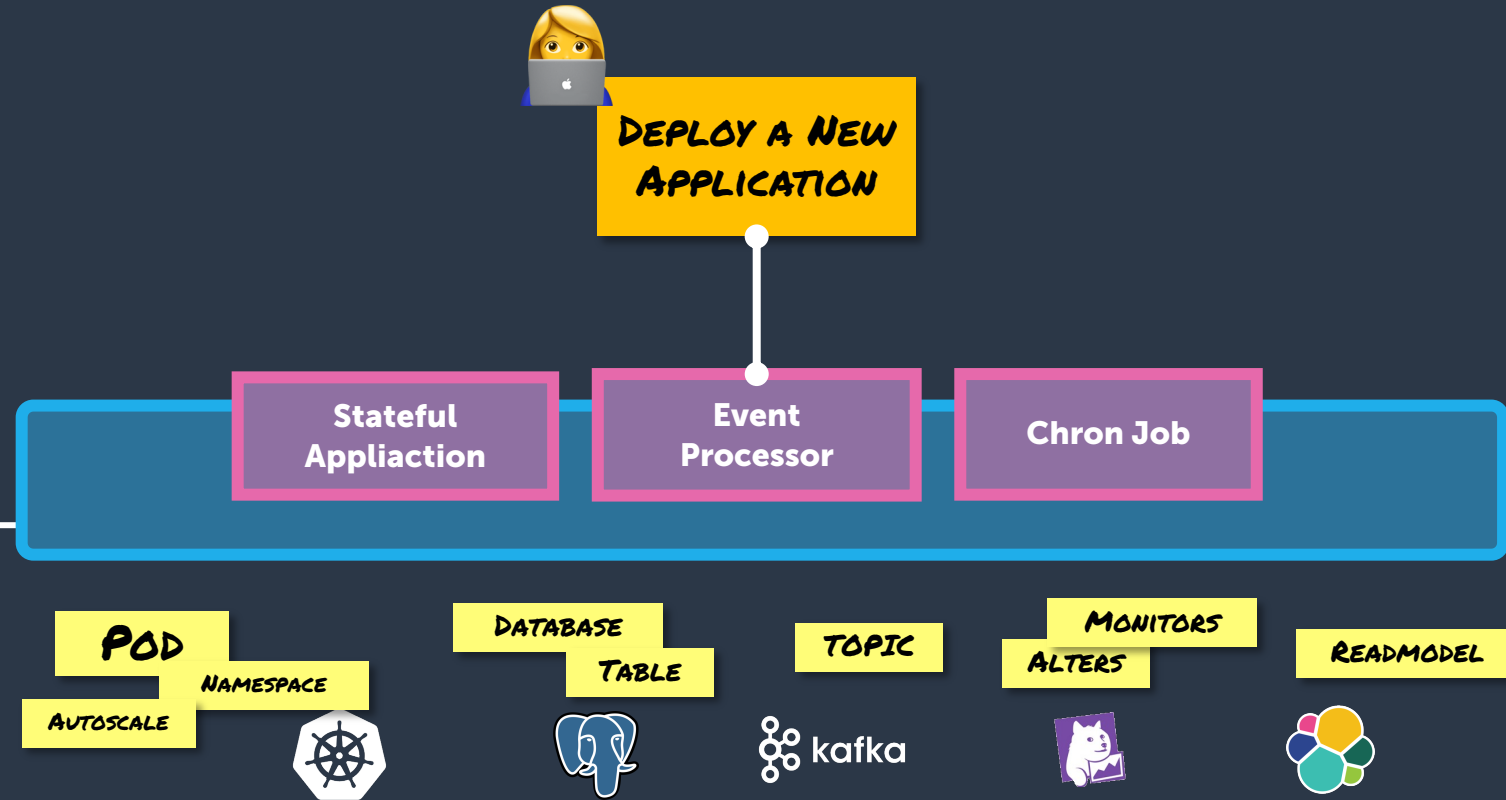 DEPLOY A NEW
APPLICATION
Stateful
Appliaction
Event
Processor
Chron Job
POD
NAMESPACE
AUTOSCALE
DATABASE
TABLE
TOPIC
MONITORS
ALTERS
READMODEL
kafka